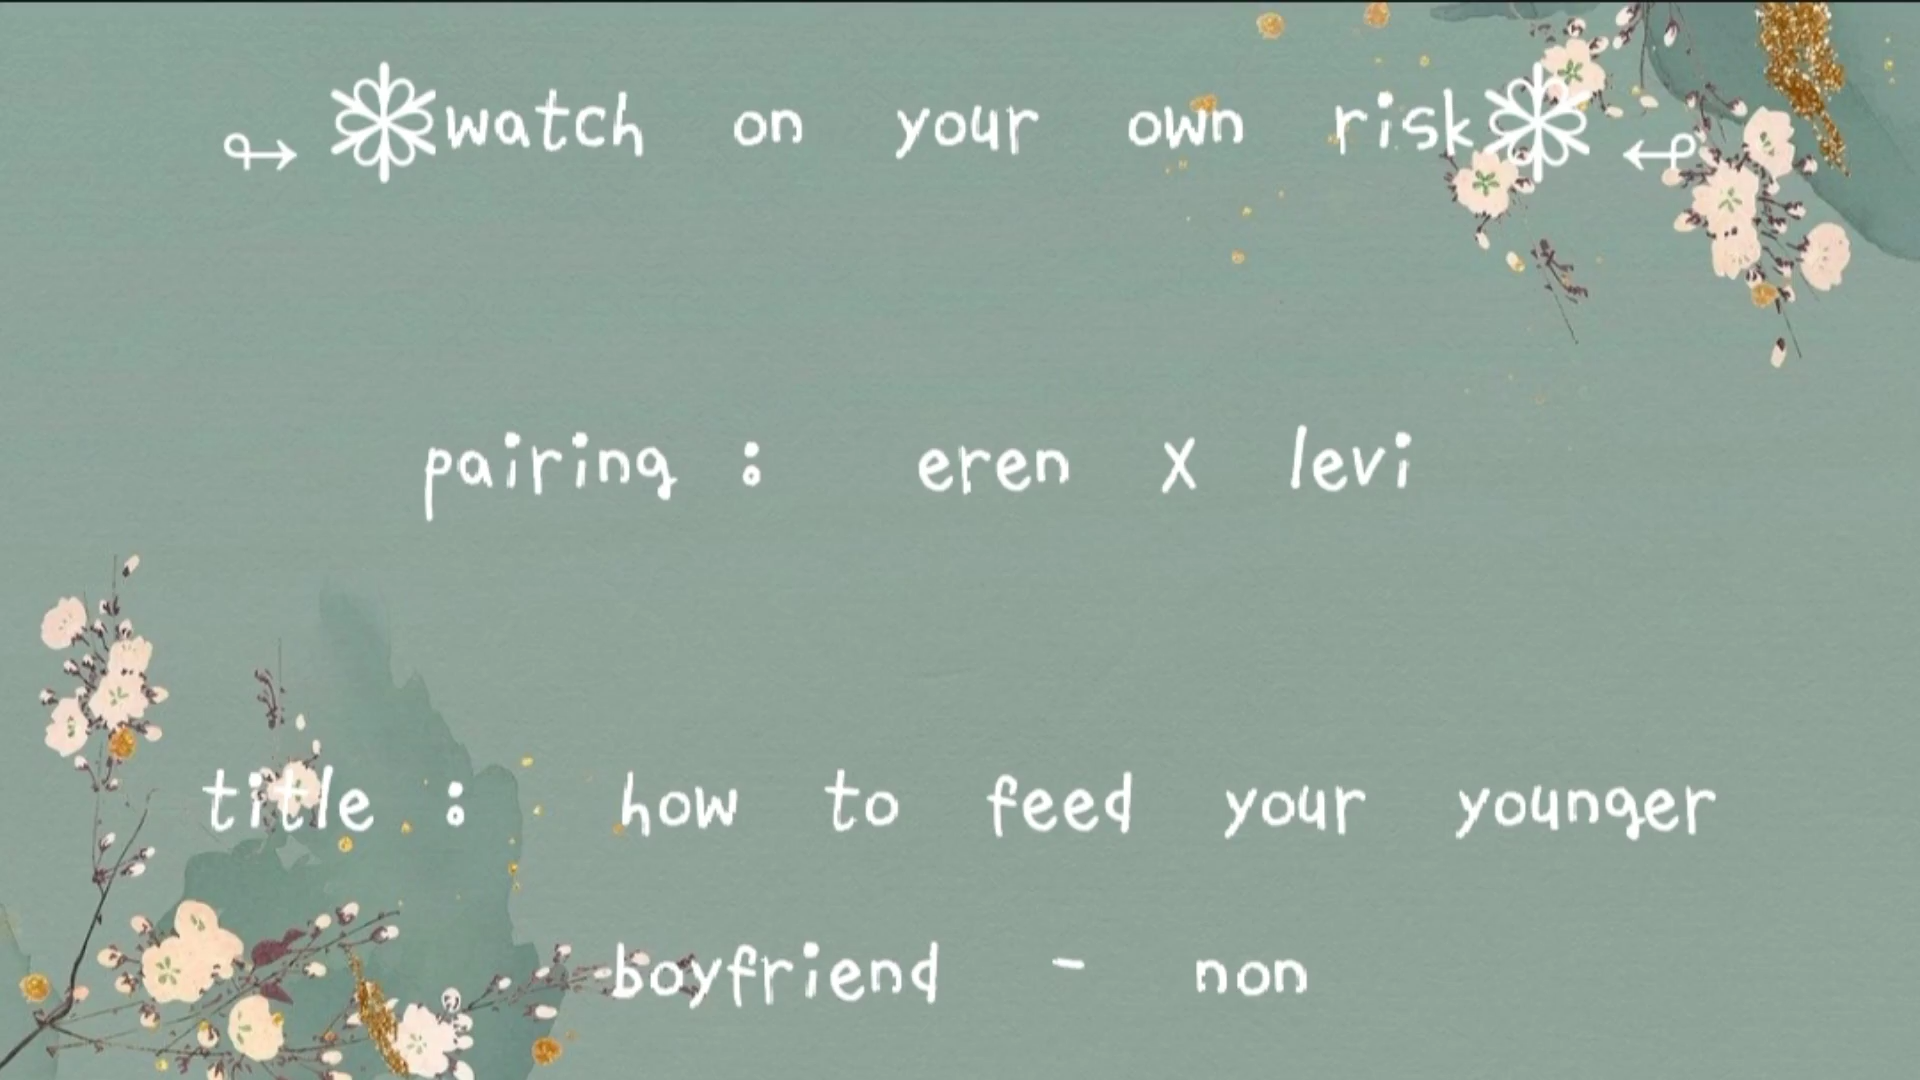 watch on your own risk
pairing : eren x levi
title : how to feed your younger
boyfriend - non